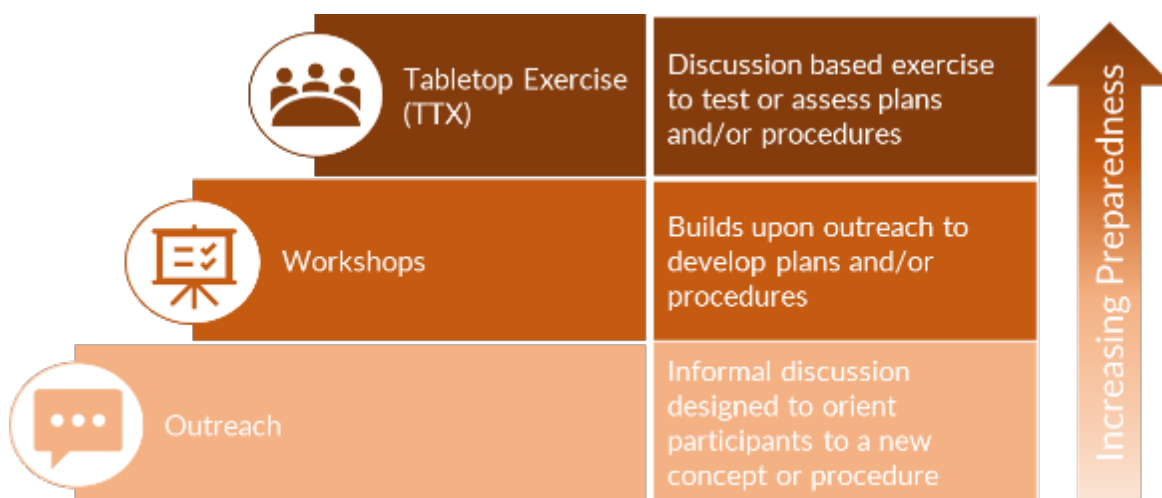 Tabletop Exercise
(TTX)
Discussion based exercise
to test or assess plans
and/or procedures
Workshops
Builds upon outreach to
develop plans and/or
procedures
Outreach
Informal discussion
designed to orient
participants to a new
concept or procedure
Increasing Preparedness